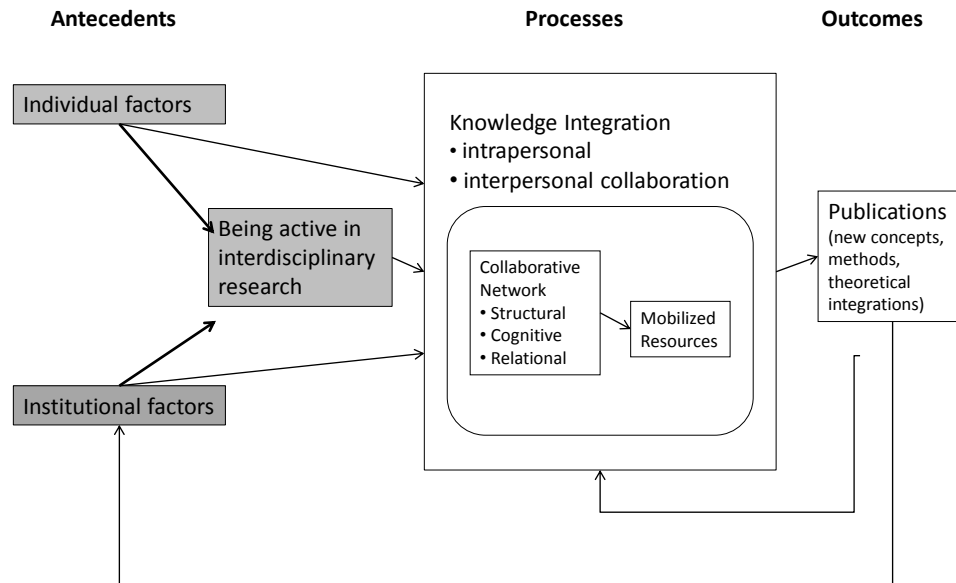 Antecedents
Processes
Outcomes
Individual factors
Being active in
interdisciplinary
research
Institutional factors
Knowledge Integration
• intrapersonal
• interpersonal collaboration
Collaborative
Network
• Structural
• Cognitive
• Relational
Mobilized
Resources
Publications
(new concepts,
methods,
theoretical
integrations)